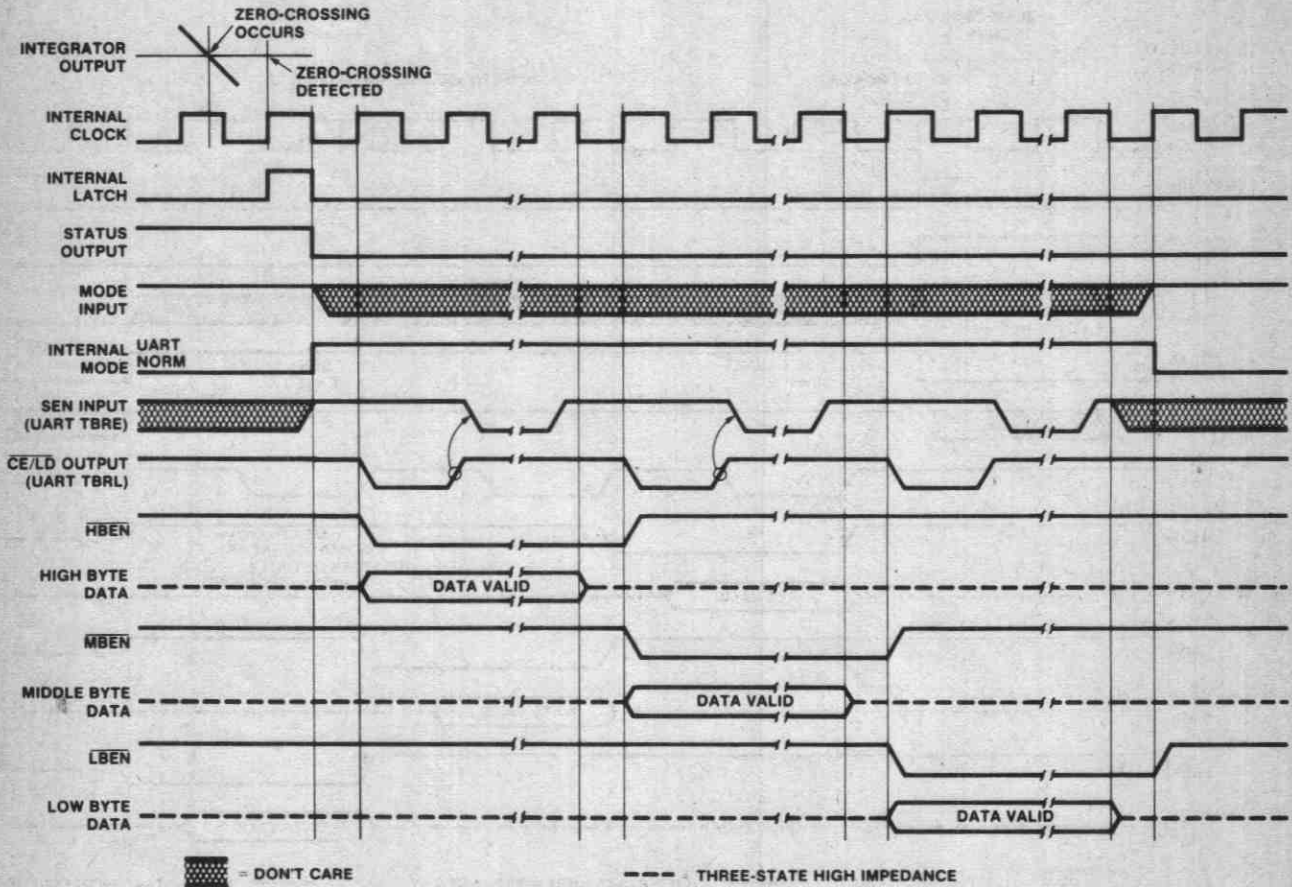 ZERO-CROSSING
OCCURS
INTEGRATOR
OUTPUT
ZERO-CROSSING
DETECTED
INTERNAL
CLOCK
INTERNAL
LATCH
STATUS
OUTPUT
MODE
INPUT
INTERNAL
MODE
UART
NORM
SEN INPUT
(UART TBRE)
CE/LD OUTPUT
(UART TBRL)
HBEN
HIGH BYTE
DATA
DATA VALID
MBEN
MIDDLE BYTE
DATA
DATA VALID
LBEN
LOW BYTE
DATA
DATA VALID
= DON'T CARE
= THREE-STATE HIGH IMPEDANCE